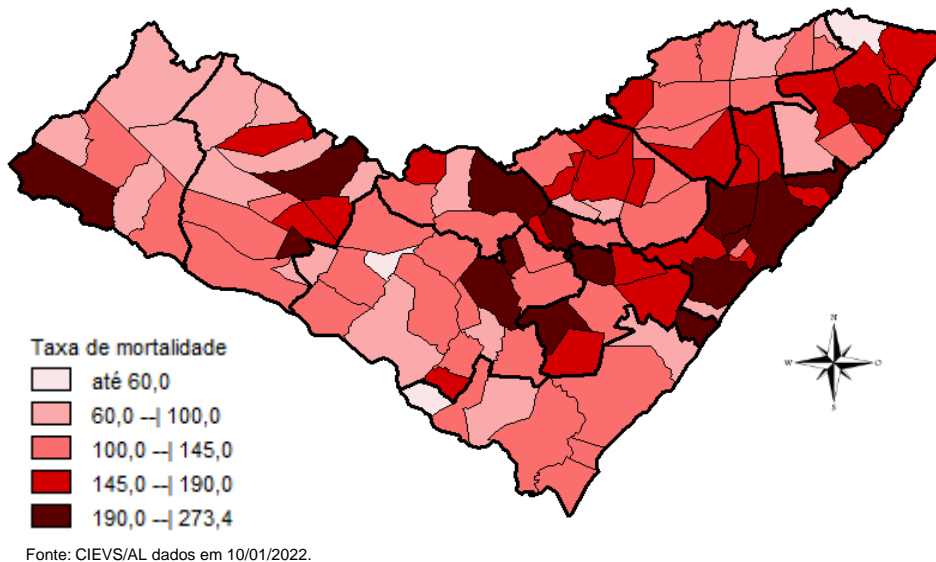 N
W
O
S
Taxa de mortalidade
até 60,0
60,0 --| 100,0
100,0 --| 145,0
145,0 --| 190,0
190,0 --| 273,4
Fonte: CIEVS/AL dados em 10/01/2022.